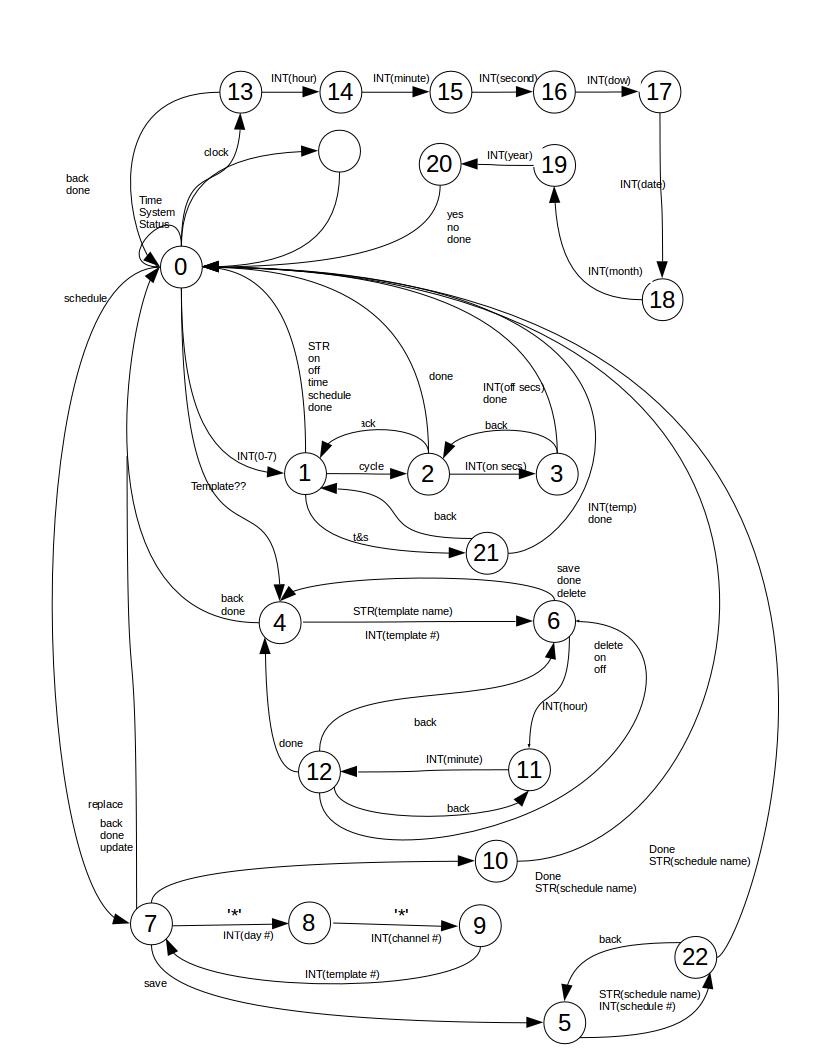 INT(hour)
INT(minute)
INT(second)
INT(dow)
13
14
15
16
17
clock
INT(year)
20
19
back
done
INT(date)
Time
System
Status
yes
no
done
0
INT(month)
schedule
18
STR
on
off
time
schedule
done
done
INT(off secs)
done
ack
back
INT(0-7)
cycle
INT(on secs)
1
2
3
Template??
INT(temp)
done
back
t&s
21
save
done
delete
back
done
STR(template name)
4
6
INT(template #)
delete
on
off
INT(hour)
back
done
INT(minute)
12
11
back
replace
back
done
update
Done
STR(schedule name)
10
Done
STR(schedule name)
'*'
'*'
7
8
9
INT(day #)
INT(channel #)
back
22
INT(template #)
save
STR(schedule name)
INT(schedule #)
5